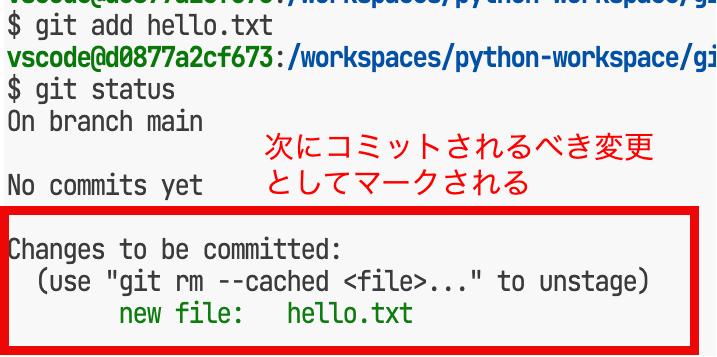 vscode@d0877a2cf673:/workspaces/python-workspace/gi
$ git add hello.txt
vscode@d0877a2cf673:/workspaces/python-workspace/gi
$ git status
On branch main
次にコミットされるべき変更
としてマークされる
No commits yet
Changes to be committed:
(use "git rm --cached <file>..." to unstage)
new file: hello.txt